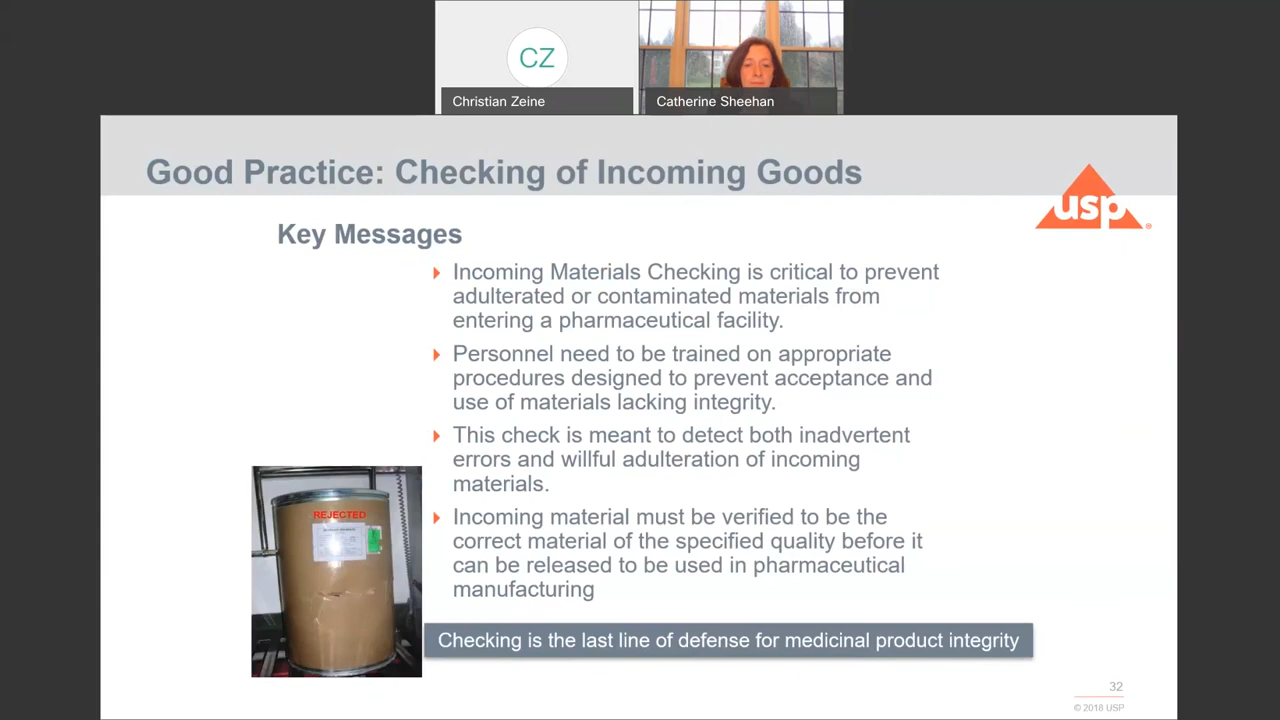 CZ
Christian Zeine
Catherine Sheehan
Good Practice: Checking of Incoming Goods
usp
®
Key Messages
Incoming Materials Checking is critical to prevent
adulterated or contaminated materials from
entering a pharmaceutical facility.
Personnel need to be trained on appropriate
procedures designed to prevent acceptance and
use of materials lacking integrity.
This check is meant to detect both inadvertent
errors and willful adulteration of incoming
materials.
Incoming material must be verified to be the
correct material of the specified quality before it
can be released to be used in pharmaceutical
manufacturing
REJECTED
Checking is the last line of defense for medicinal product integrity
32
© 2018 USP